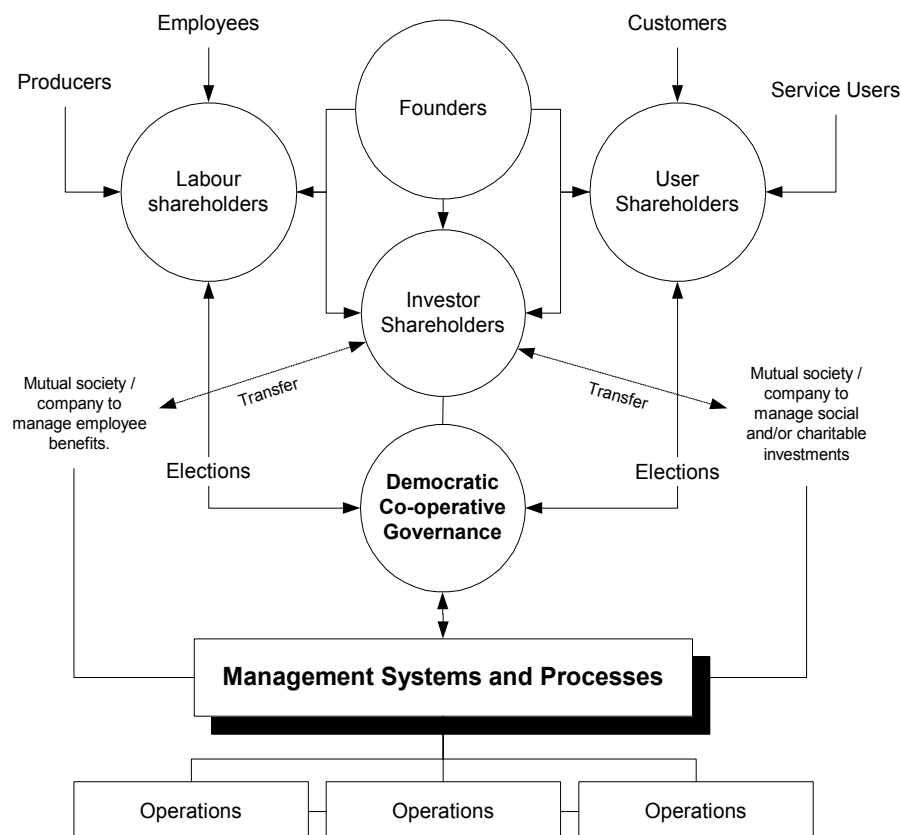 Employees
Customers
Producers
Founders
Service Users
Labour
shareholders
User
Shareholders
Investor
Shareholders
Mutual society /
company to
manage employee
benefits.
Transfer
Transfer
Mutual society /
company to
manage social
and/or charitable
investments
Elections
Elections
Democratic
Co-operative
Governance
Management Systems and Processes
Operations
Operations
Operations